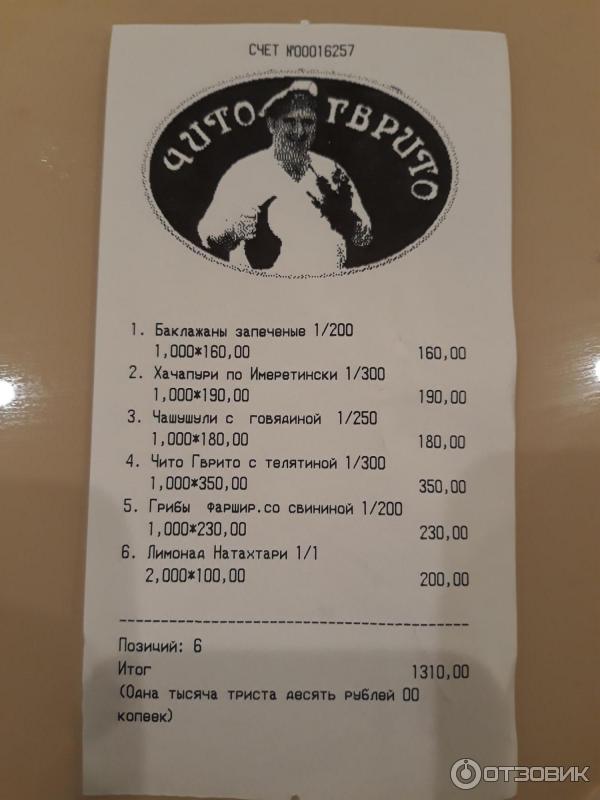 СЧЕТ №00016257
ЧИТО ГВРИТО
1. Баклажаны запеченые 1/200
1,000*160,00 160,00
2. Хачапури по Имеретински 1/300
1,000*190,00 190,00
3. Чашушули с говядиной 1/250
1,000*180,00 180,00
4. Чито Гврито с телятиной 1/300
1,000*350,00 350,00
5. Грибы фаршир.со свининой 1/200
1,000*230,00 230,00
6. Лимонад Натахтари 1/1
2,000*100,00 200,00
Позиций: 6
Итог 1310,00
(Одна тысяча триста десять рублей 00
копеек)
ОТЗОВИК